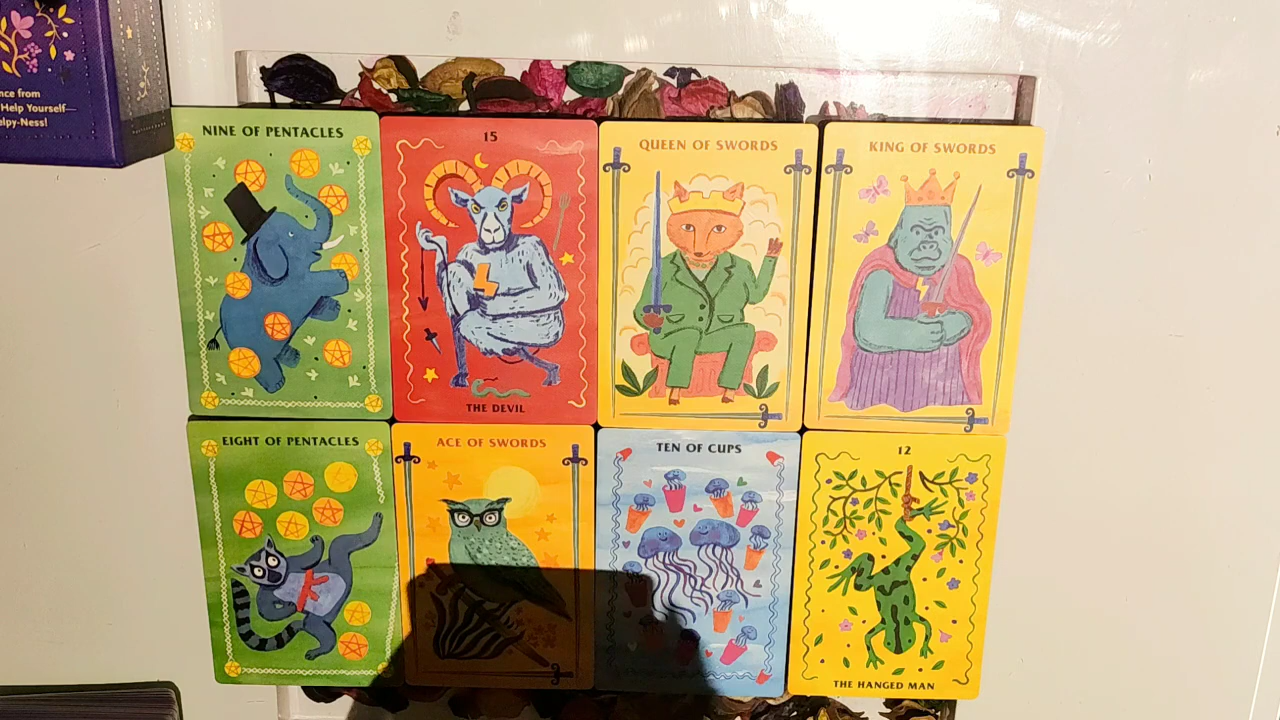 nce from
Help Yourself—
elpy-Ness!
NINE OF PENTACLES
15
THE DEVIL
QUEEN OF SWORDS
KING OF SWORDS
EIGHT OF PENTACLES
ACE OF SWORDS
TEN OF CUPS
12
THE HANGED MAN